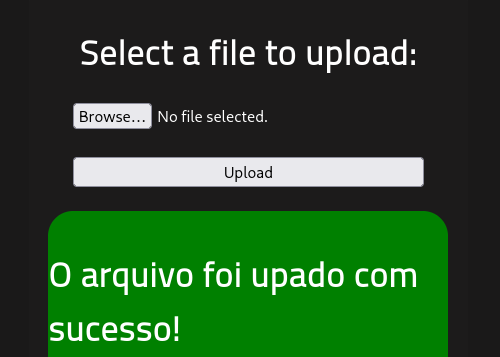 Select a file to upload:
Browse... No file selected.
Upload
O arquivo foi upado com
sucesso!